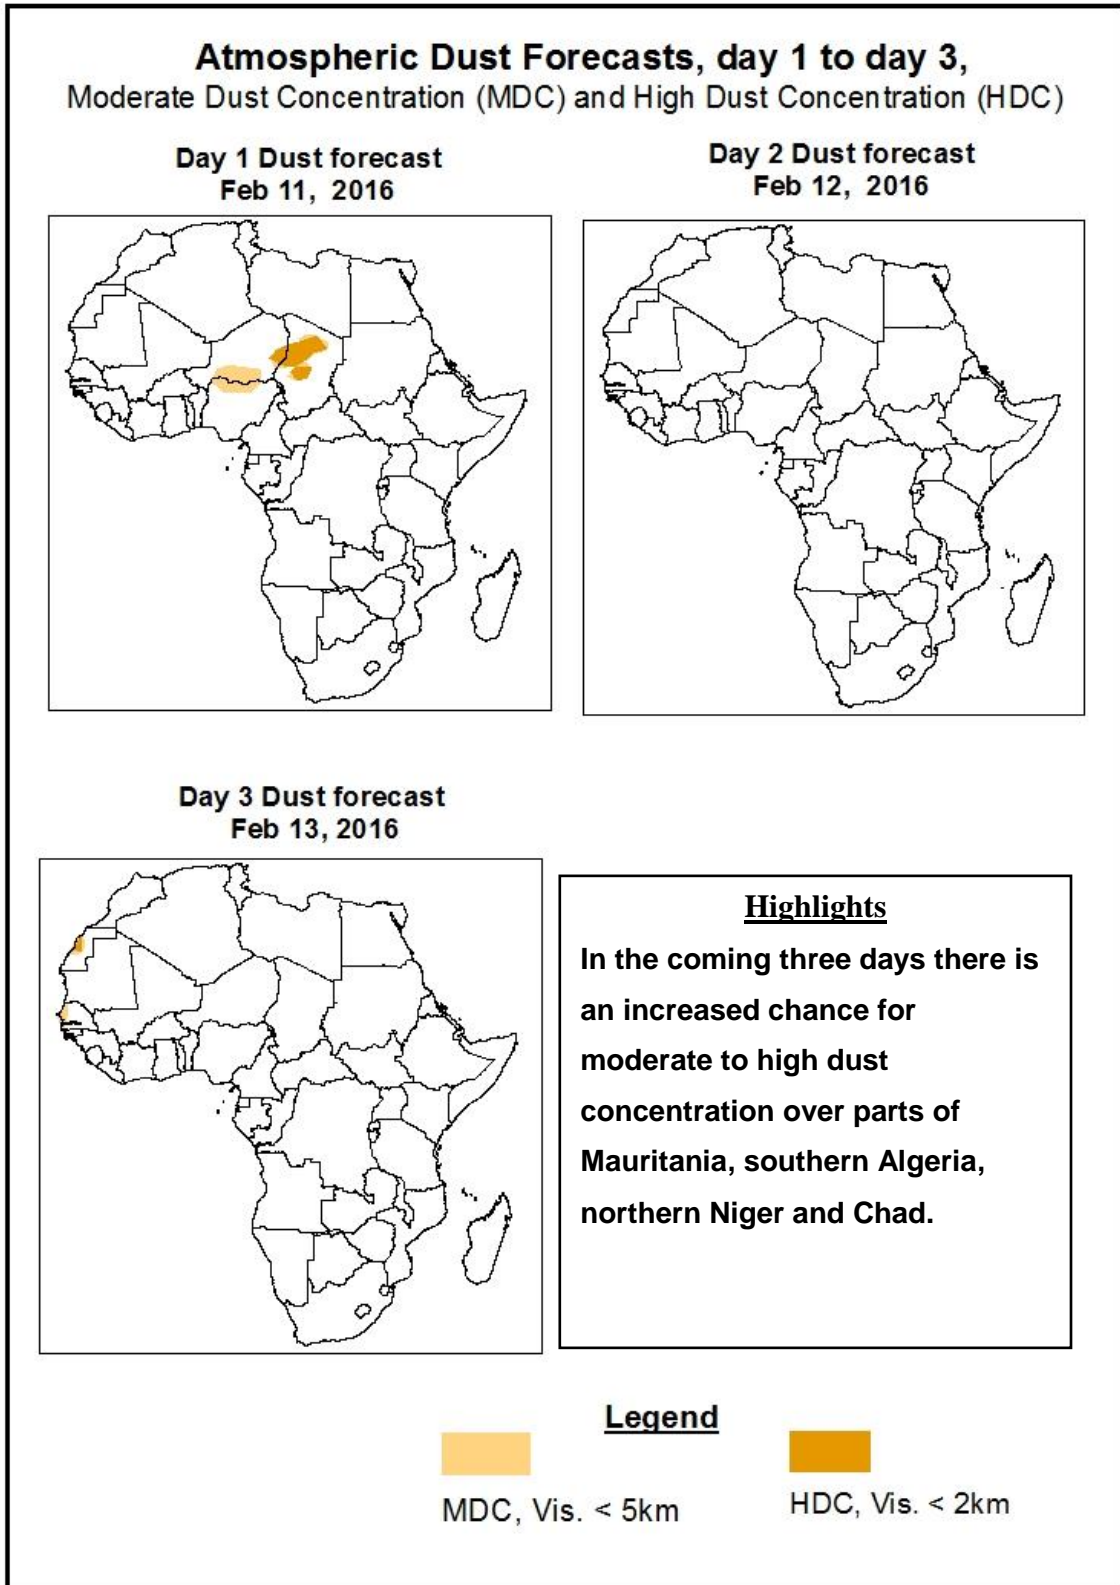 Atmospheric Dust Forecasts, day 1 to day 3,
Moderate Dust Concentration (MDC) and High Dust Concentration (HDC)
Day 1 Dust forecast
Feb 11, 2016
Day 2 Dust forecast
Feb 12, 2016
Day 3 Dust forecast
Feb 13, 2016
Highlights
In the coming three days there is
an increased chance for
moderate to high dust
concentration over parts of
Mauritania, southern Algeria,
northern Niger and Chad.
Legend
MDC, Vis. < 5km
HDC, Vis. < 2km